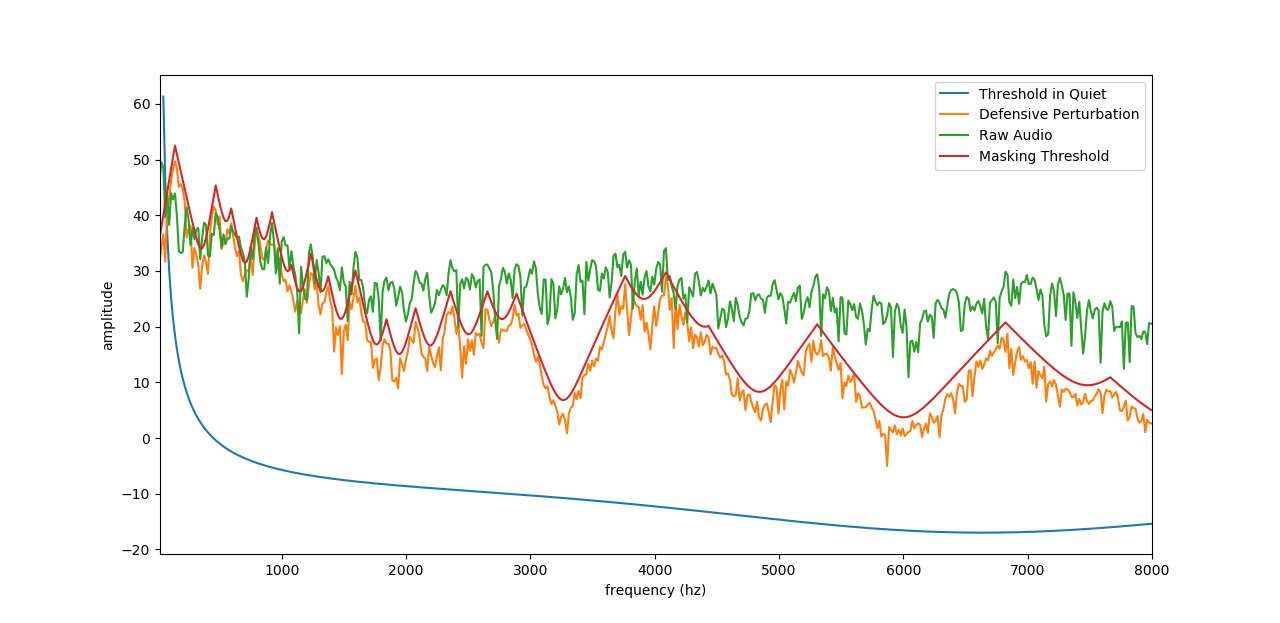 Threshold in Quiet
Defensive Perturbation
Raw Audio
Masking Threshold
amplitude
60
50
40
30
20
10
0
−10
−20
1000 2000 3000 4000 5000 6000 7000 8000
frequency (hz)